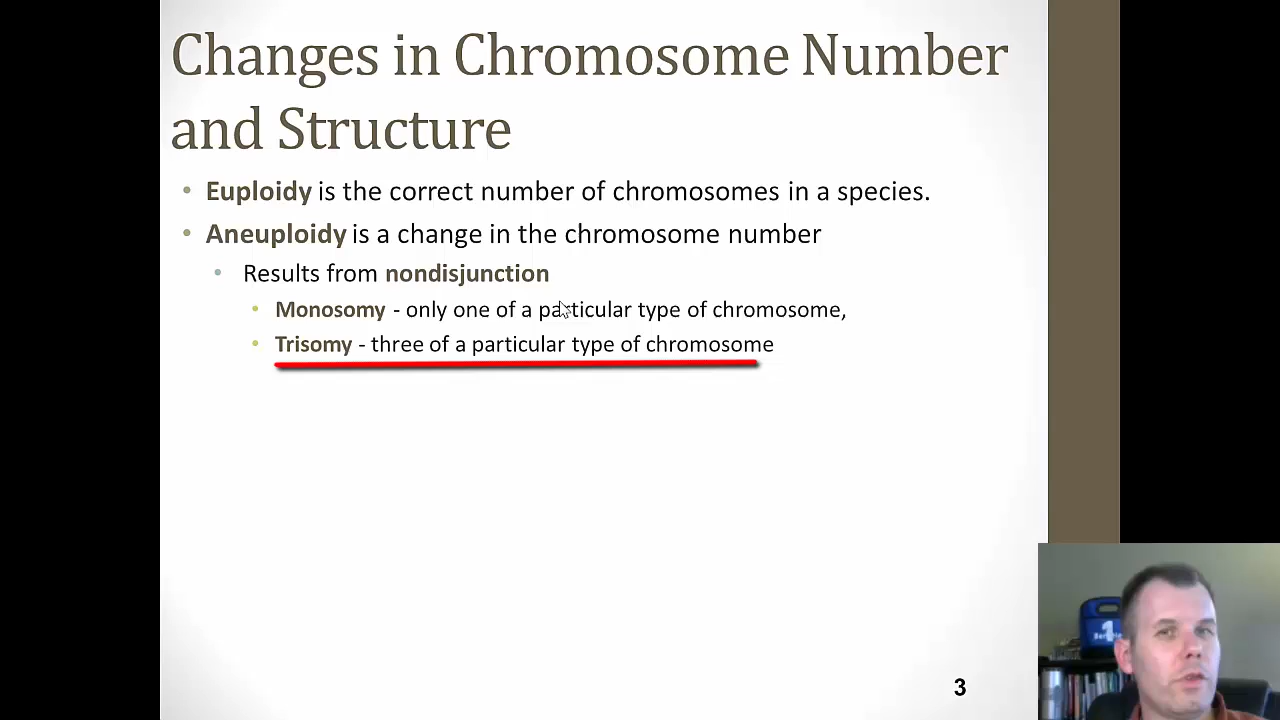 Changes in Chromosome Number
and Structure
• Euploidy is the correct number of chromosomes in a species.
• Aneuploidy is a change in the chromosome number
• Results from nondisjunction
• Monosomy - only one of a particular type of chromosome,
• Trisomy - three of a particular type of chromosome
3
1